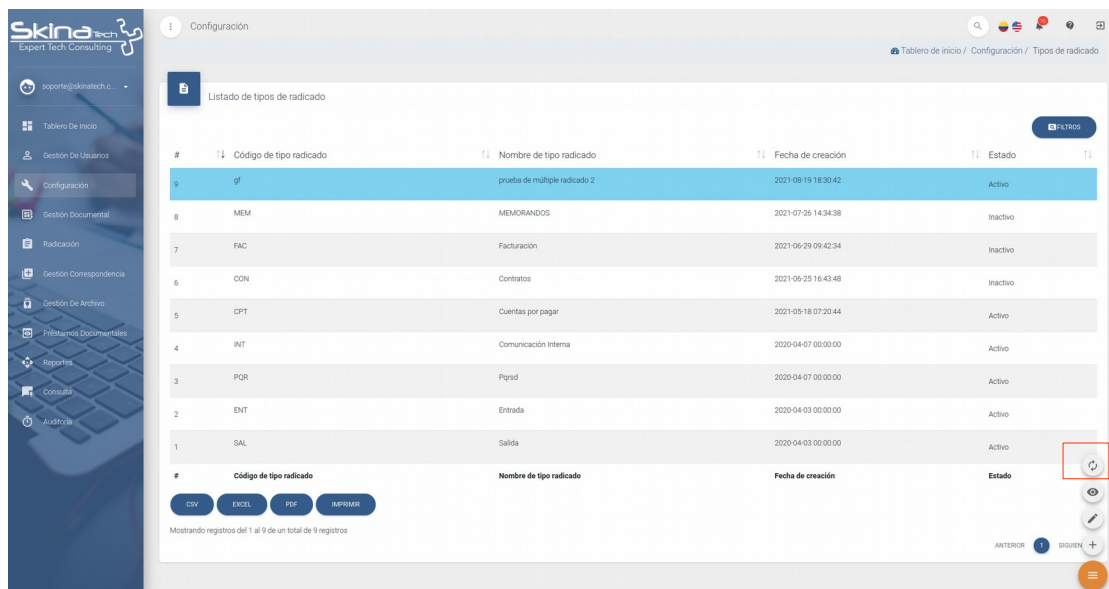 Skina Tech
Expert Tech Consulting
Configuración
Tablero de inicio / Configuración / Tipos de radicado
soporte@skinatech.c...
Tablero De Inicio
Gestión De Usuarios
Configuración
Gestión Documental
Radicación
Gestión Correspondencia
Gestión De Archivo
Préstamos Documentales
Reportes
Consulta
Auditoria
Listado de tipos de radicado
FILTROS
# Código de tipo radicado Nombre de tipo radicado Fecha de creación Estado
9 gf prueba de múltiple radicado 2 2021-08-19 18:30:42 Activo
8 MEM MEMORANDOS 2021-07-26 14:34:38 Inactivo
7 FAC Facturación 2021-06-29 09:42:34 Inactivo
6 CON Contratos 2021-06-25 16:43:48 Inactivo
5 CPT Cuentas por pagar 2021-05-18 07:20:44 Activo
4 INT Comunicación Interna 2020-04-07 00:00:00 Activo
3 PQR Pqrsd 2020-04-07 00:00:00 Activo
2 ENT Entrada 2020-04-03 00:00:00 Activo
1 SAL Salida 2020-04-03 00:00:00 Activo
# Código de tipo radicado Nombre de tipo radicado Fecha de creación Estado
CSV EXCEL PDF IMPRIMIR
Mostrando registros del 1 al 9 de un total de 9 registros
ANTERIOR 1 SIGUIEN